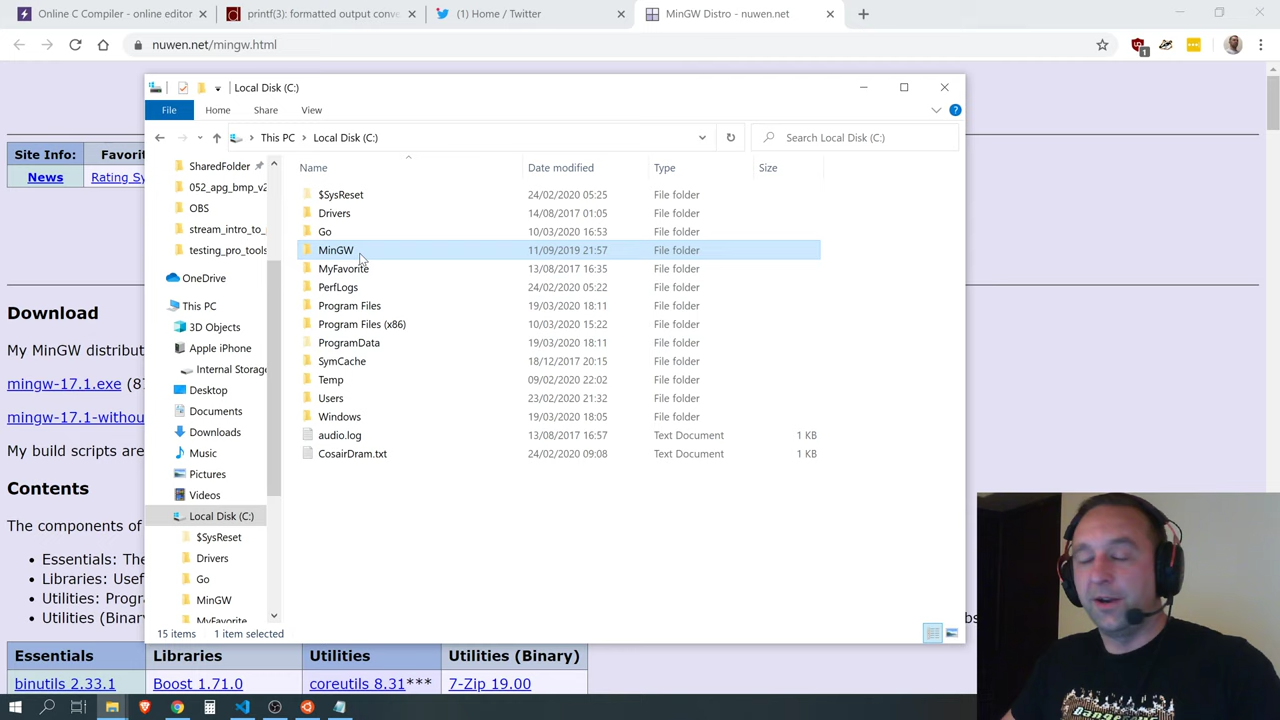 Online C Compiler - online editor
printf(3): formatted output conve
(1) Home / Twitter
MinGW Distro - nuwen.net
nuwen.net/mingw.html
1
Local Disk (C:)
File Home Share View
This PC Local Disk (C:)
Search Local Disk (C:)
Site Info: Favorit
News Rating Sy
Download
My MinGW distribut
mingw-17.1.exe (87
mingw-17.1-withou
My build scripts are
Contents
The components of
Essentials: The
Libraries: Usef
Utilities: Progr
Utilities (Binary)
SharedFolder
052_apg_bmp_v2
OBS
stream_intro_to_
testing_pro_tools
OneDrive
This PC
3D Objects
Apple iPhone
Internal Storage
Desktop
Documents
Downloads
Music
Pictures
Videos
Local Disk (C:)
$SysReset
Drivers
Go
MinGW
MyFavorite
Name Date modified Type Size
$SysReset 24/02/2020 05:25 File folder
Drivers 14/08/2017 01:05 File folder
Go 10/03/2020 16:53 File folder
MinGW 11/09/2019 21:57 File folder
MyFavorite 13/08/2017 16:35 File folder
PerfLogs 24/02/2020 05:22 File folder
Program Files 19/03/2020 18:11 File folder
Program Files (x86) 10/03/2020 15:22 File folder
ProgramData 19/03/2020 18:11 File folder
SymCache 18/12/2017 20:15 File folder
Temp 09/02/2020 22:02 File folder
Users 23/02/2020 21:32 File folder
Windows 19/03/2020 18:05 File folder
audio.log 13/08/2017 16:57 Text Document 1 KB
CosairDram.txt 24/02/2020 09:08 Text Document 1 KB
15 items 1 item selected
Essentials Libraries Utilities Utilities (Binary)
binutils 2.33.1 Boost 1.71.0 coreutils 8.31*** 7-Zip 19.00